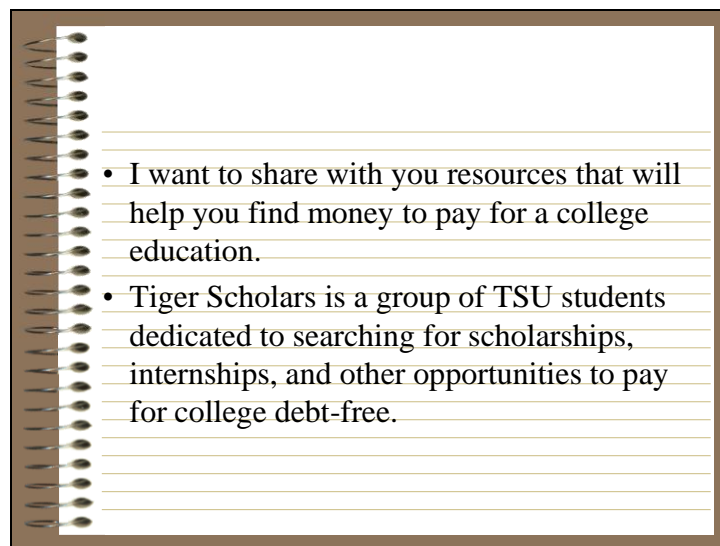 • I want to share with you resources that will
help you find money to pay for a college
education.
• Tiger Scholars is a group of TSU students
dedicated to searching for scholarships,
internships, and other opportunities to pay
for college debt-free.